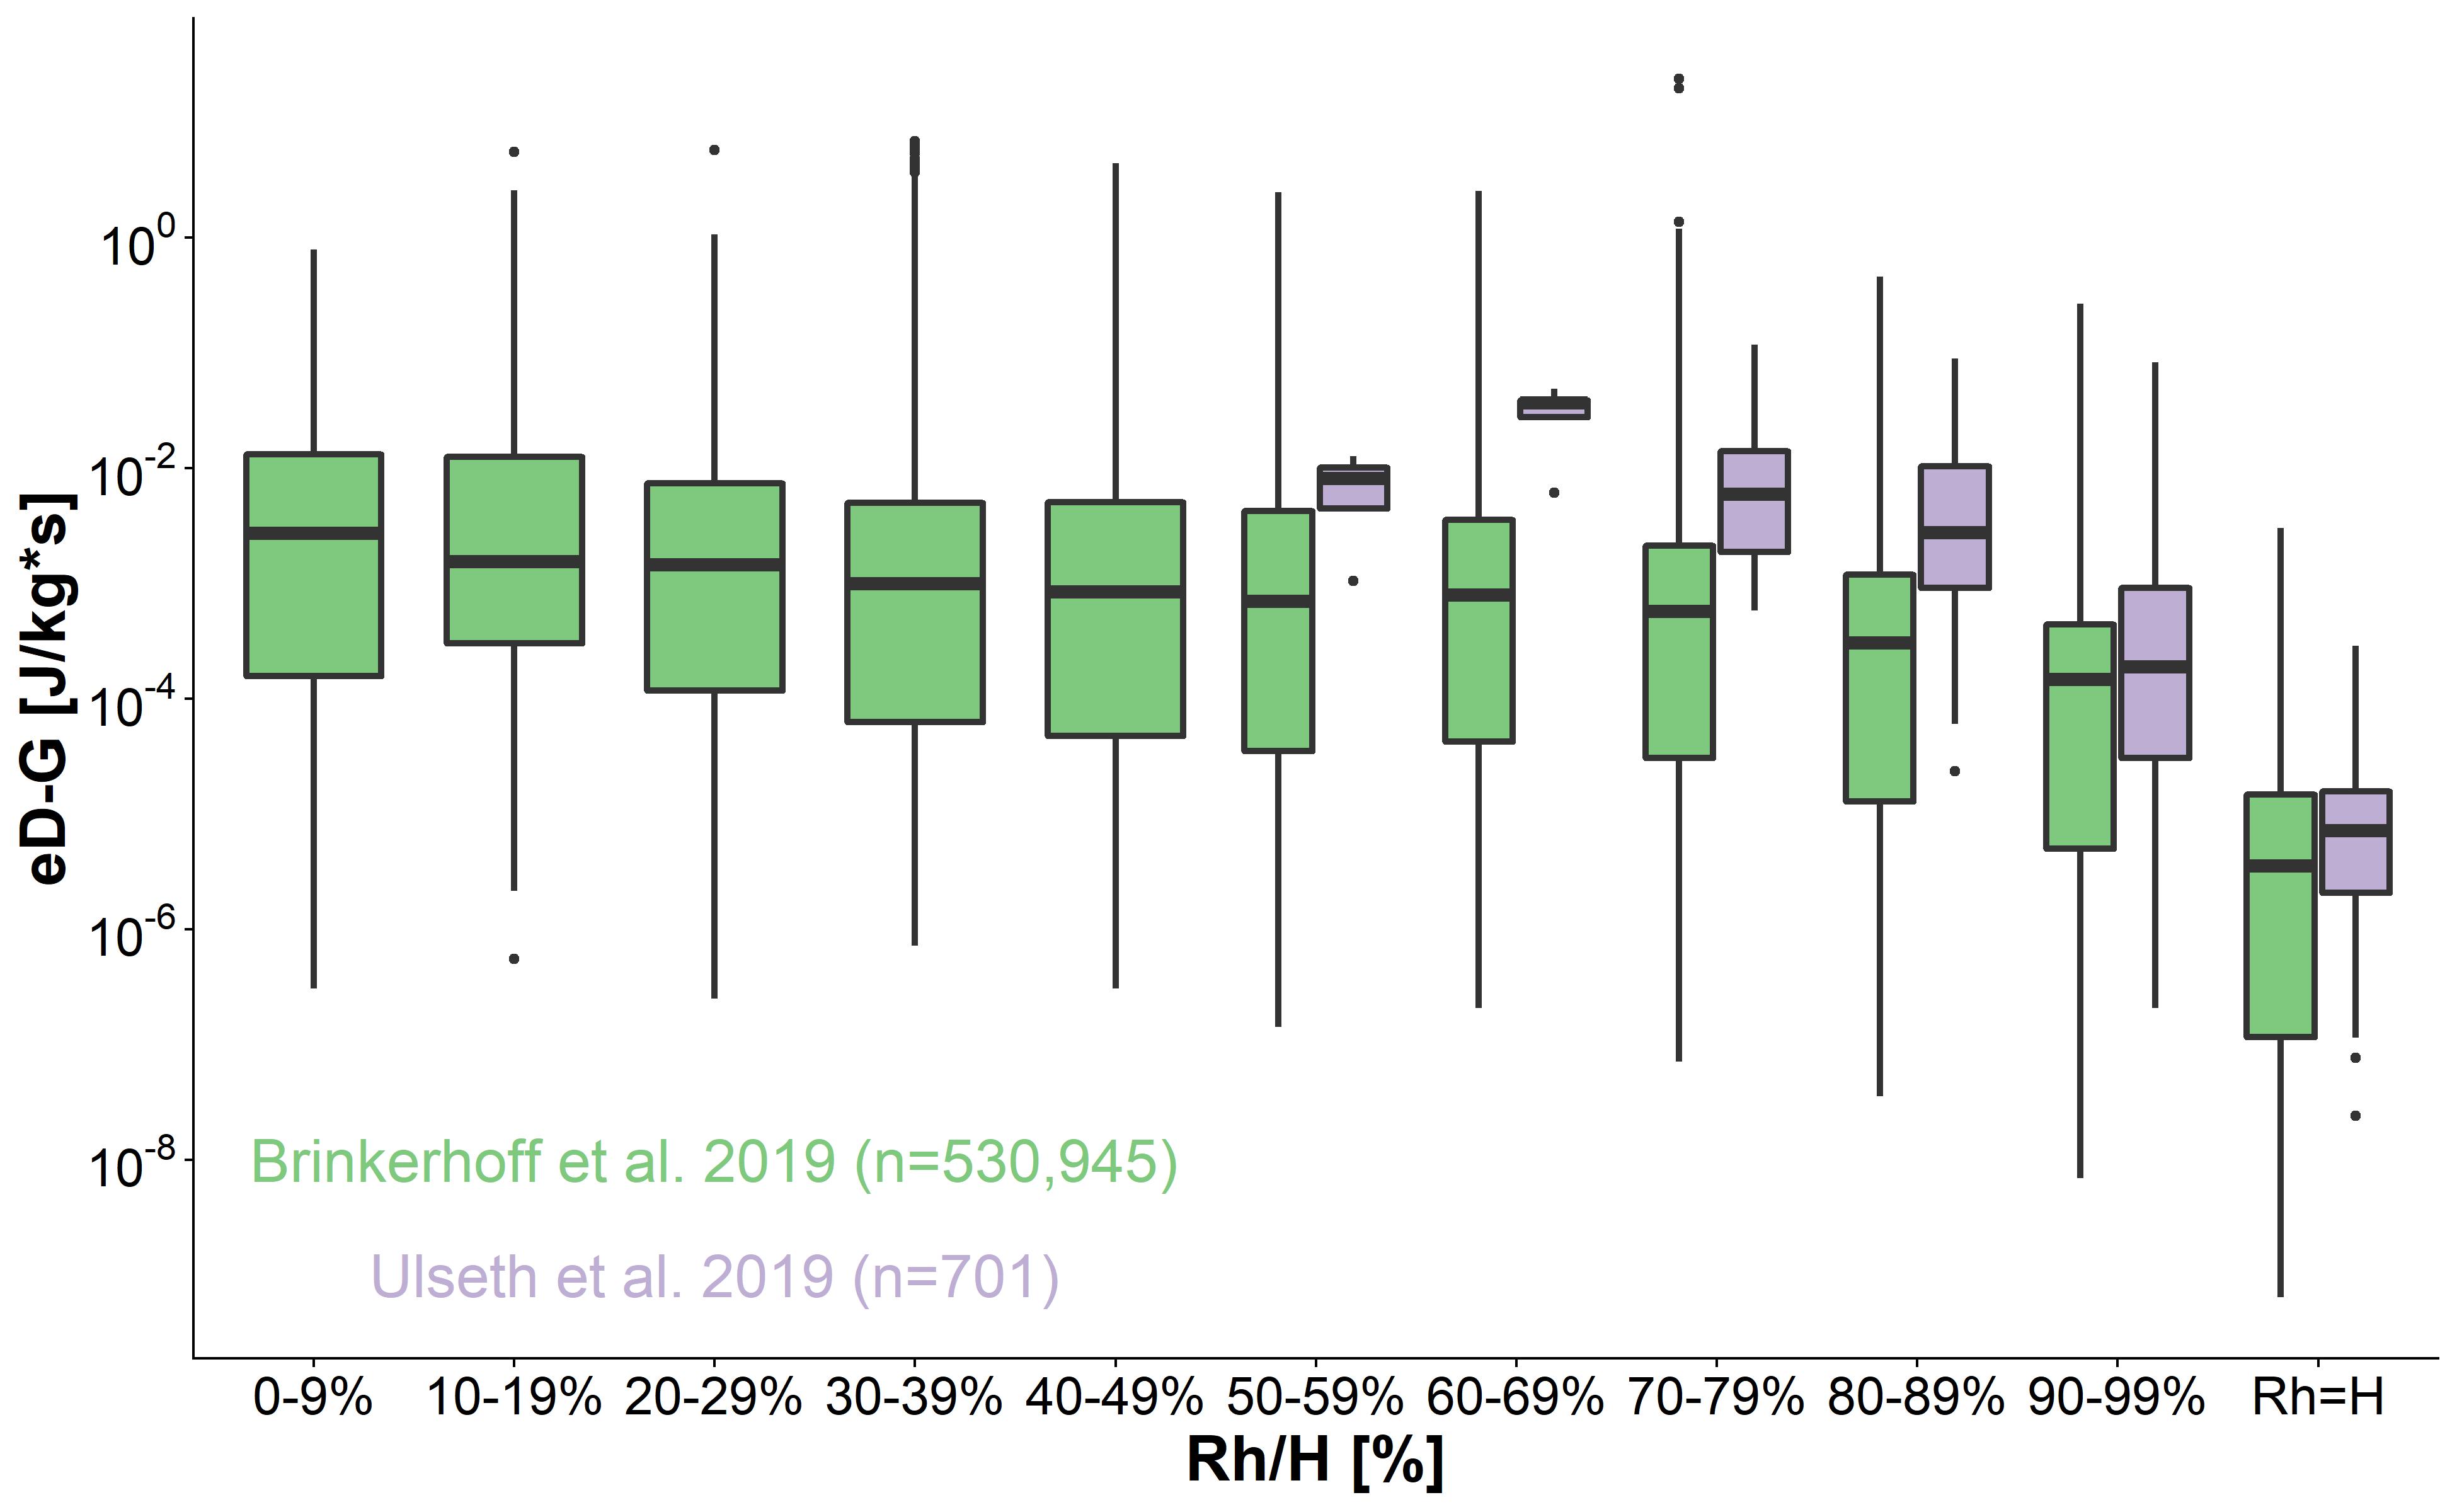 eD-G [J/kg*s]
10^0
10^-2
10^-4
10^-6
10^-8
Brinkerhoff et al. 2019 (n=530,945)
Ulseth et al. 2019 (n=701)
0-9% 10-19% 20-29% 30-39% 40-49% 50-59% 60-69% 70-79% 80-89% 90-99% Rh=H
Rh/H [%]